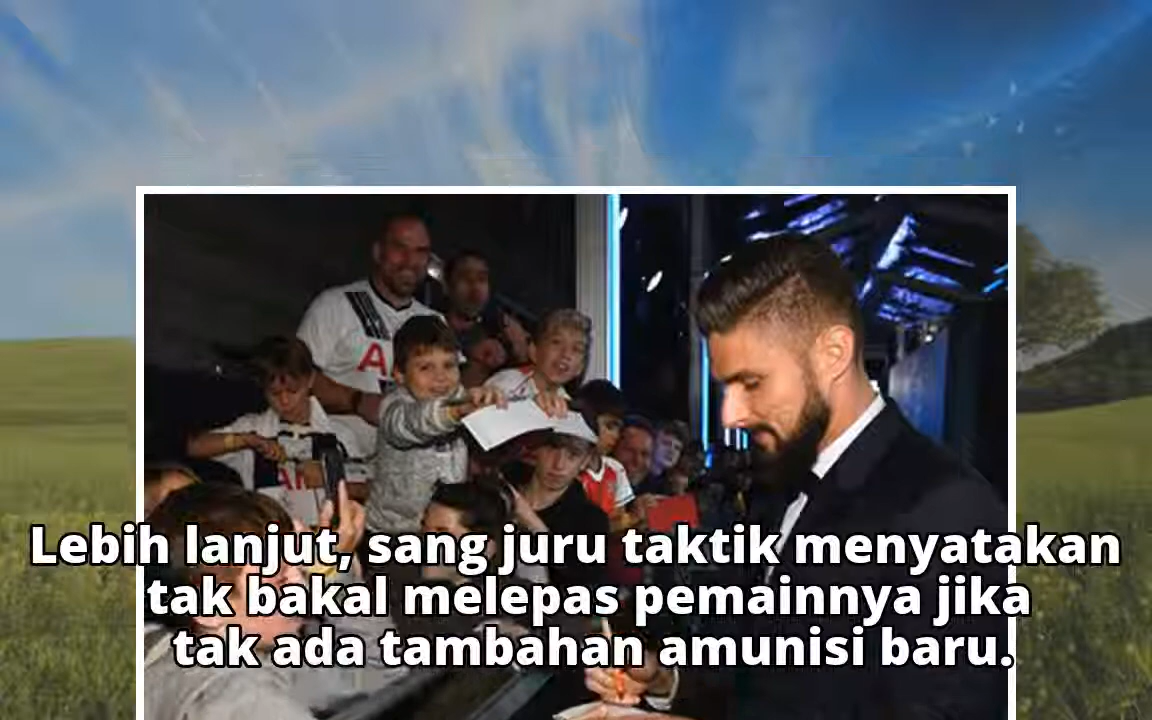 Lebih lanjut, sang juru taktik menyatakan
tak bakal melepas pemainnya jika
tak ada tambahan amunisi baru.